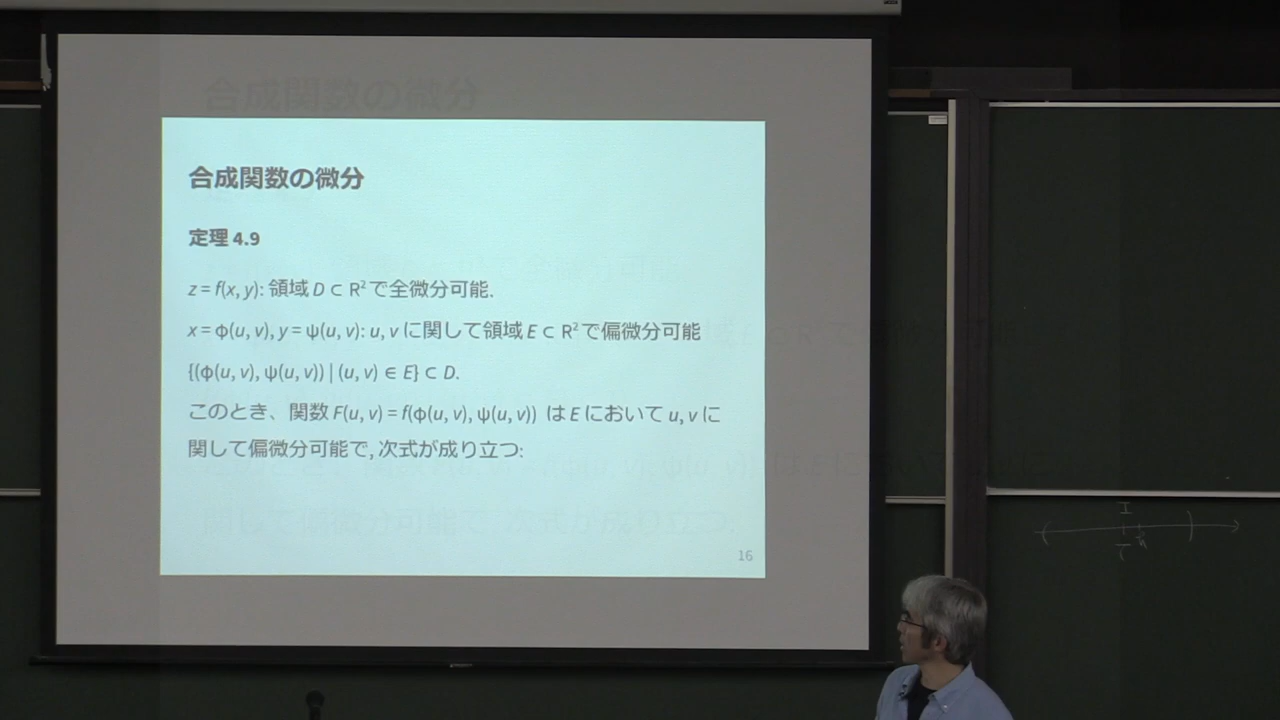 合成関数の微分
定理 4.9
z = f(x, y): 領域 D ⊂ R² で全微分可能.
x = φ(u, v), y = ψ(u, v): u, v に関して領域 E ⊂ R² で偏微分可能
{(φ(u, v), ψ(u, v)) | (u, v) ∈ E} ⊂ D.
このとき、関数 F(u, v) = f(φ(u, v), ψ(u, v)) は E において u, v に
関して偏微分可能で, 次式が成り立つ:
16
I